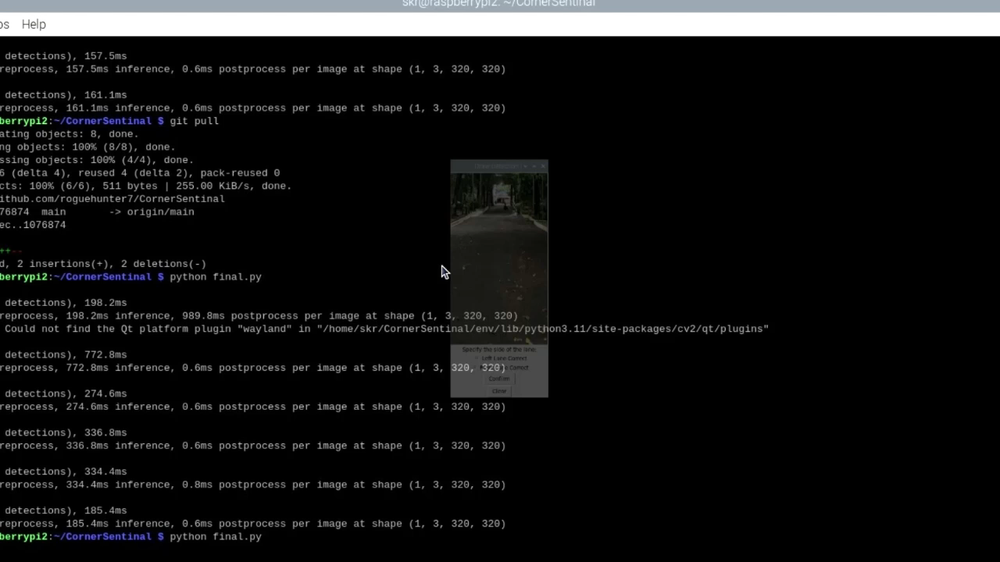 skr@raspberrypi2: ~/CornerSentinal
os Help
detections), 157.5ms
reprocess, 157.5ms inference, 0.6ms postprocess per image at shape (1, 3, 320, 320)
detections), 161.1ms
reprocess, 161.1ms inference, 0.6ms postprocess per image at shape (1, 3, 320, 320)
berrypi2:~/CornerSentinal $ git pull
ating objects: 8, done.
ng objects: 100% (8/8), done.
ssing objects: 100% (4/4), done.
6 (delta 4), reused 4 (delta 2), pack-reused 0
cts: 100% (6/6), 511 bytes | 255.00 KiB/s, done.
ithub.com/roguehunter7/CornerSentinal
76874 main -> origin/main
ec..1076874
++--
d, 2 insertions(+), 2 deletions(-)
berrypi2:~/CornerSentinal $ python final.py
detections), 198.2ms
reprocess, 198.2ms inference, 989.8ms postprocess per image at shape (1, 3, 320, 320)
Could not find the Qt platform plugin "wayland" in "/home/skr/CornerSentinal/env/lib/python3.11/site-packages/cv2/qt/plugins"
detections), 772.8ms
reprocess, 772.8ms inference, 0.6ms postprocess per image at shape (1, 3, 320, 320)
detections), 274.6ms
reprocess, 274.6ms inference, 0.6ms postprocess per image at shape (1, 3, 320, 320)
detections), 336.8ms
reprocess, 336.8ms inference, 0.6ms postprocess per image at shape (1, 3, 320, 320)
detections), 334.4ms
reprocess, 334.4ms inference, 0.8ms postprocess per image at shape (1, 3, 320, 320)
detections), 185.4ms
reprocess, 185.4ms inference, 0.6ms postprocess per image at shape (1, 3, 320, 320)
berrypi2:~/CornerSentinal $ python final.py
Specify the side of the lane:
Left Lane Correct
Correct
Confirm
Clear